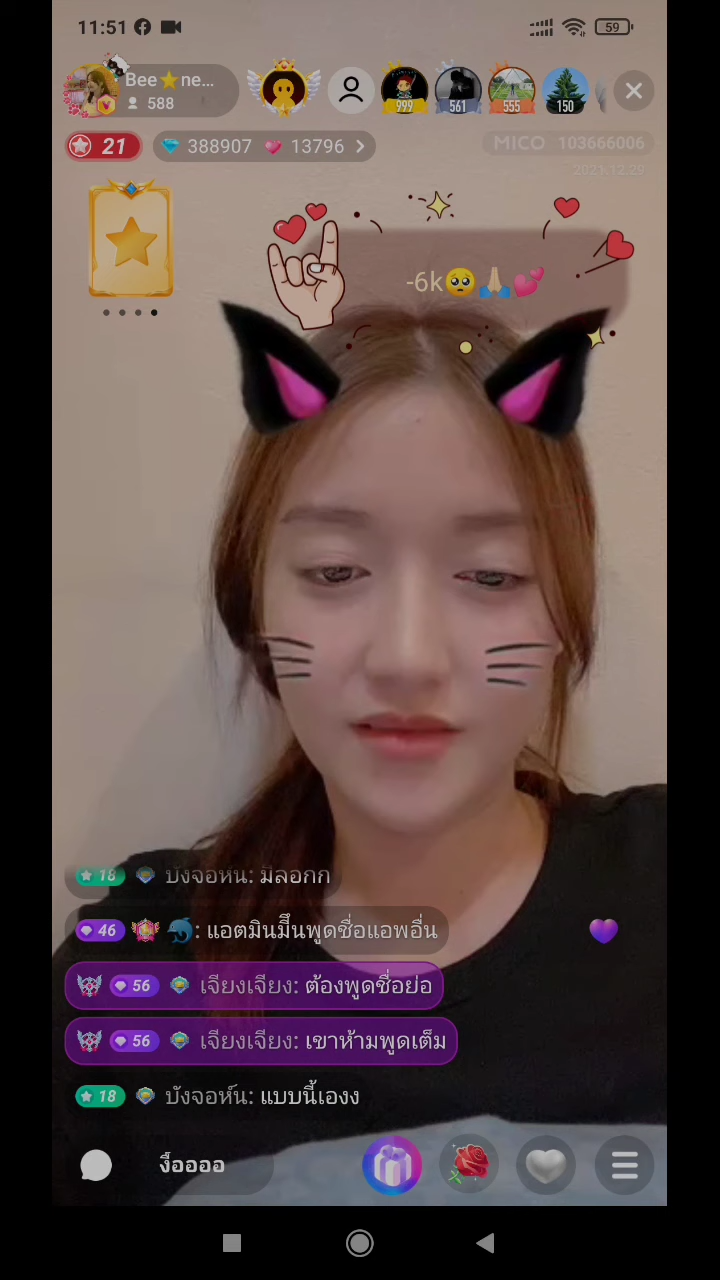 11:51
59
Bee⭐ne...
588
999
561
555
150
21
388907
13796
MICO 103666006
2021.12.29
-6k🥺🙏🏼💕
18 บังจอห์น: มีลอกก
46 : แอตมินมึ๊นพูดชื่อแอพอื่น
56 เจียงเจียง: ต้องพูดชื่อย่อ
56 เจียงเจียง: เขาห้ามพูดเต็ม
18 บังจอห์น: แบบนี้เองง
งื้ออออ